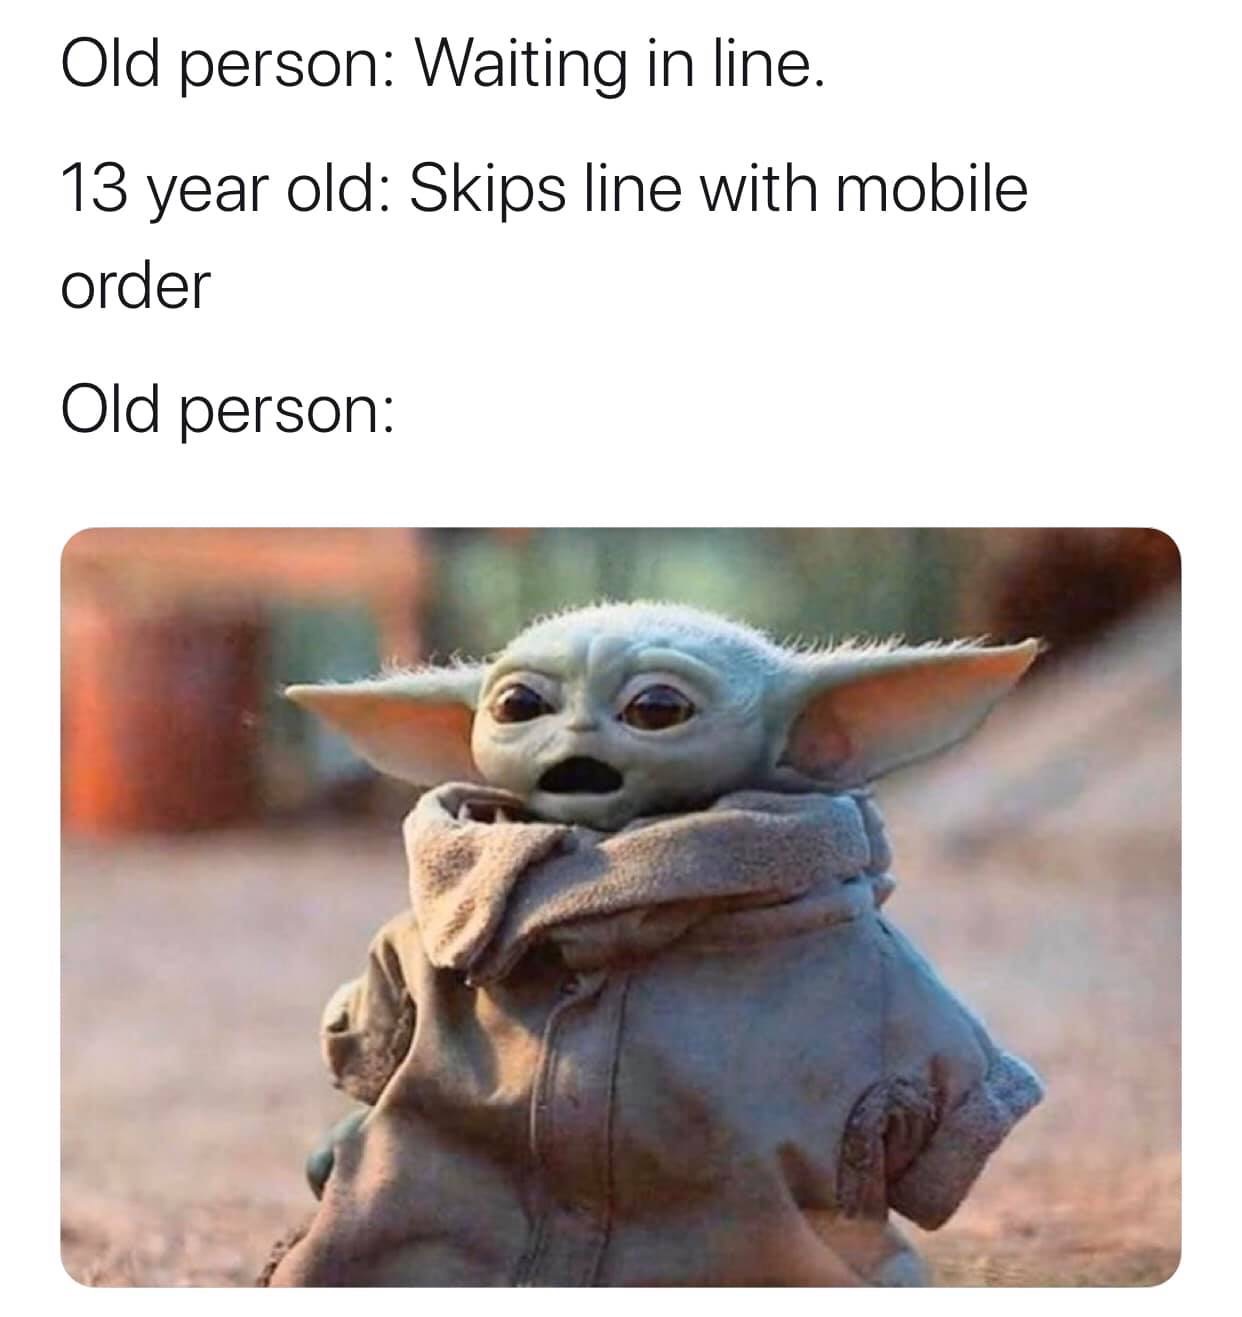 Old person: Waiting in line.
13 year old: Skips line with mobile
order
Old person: